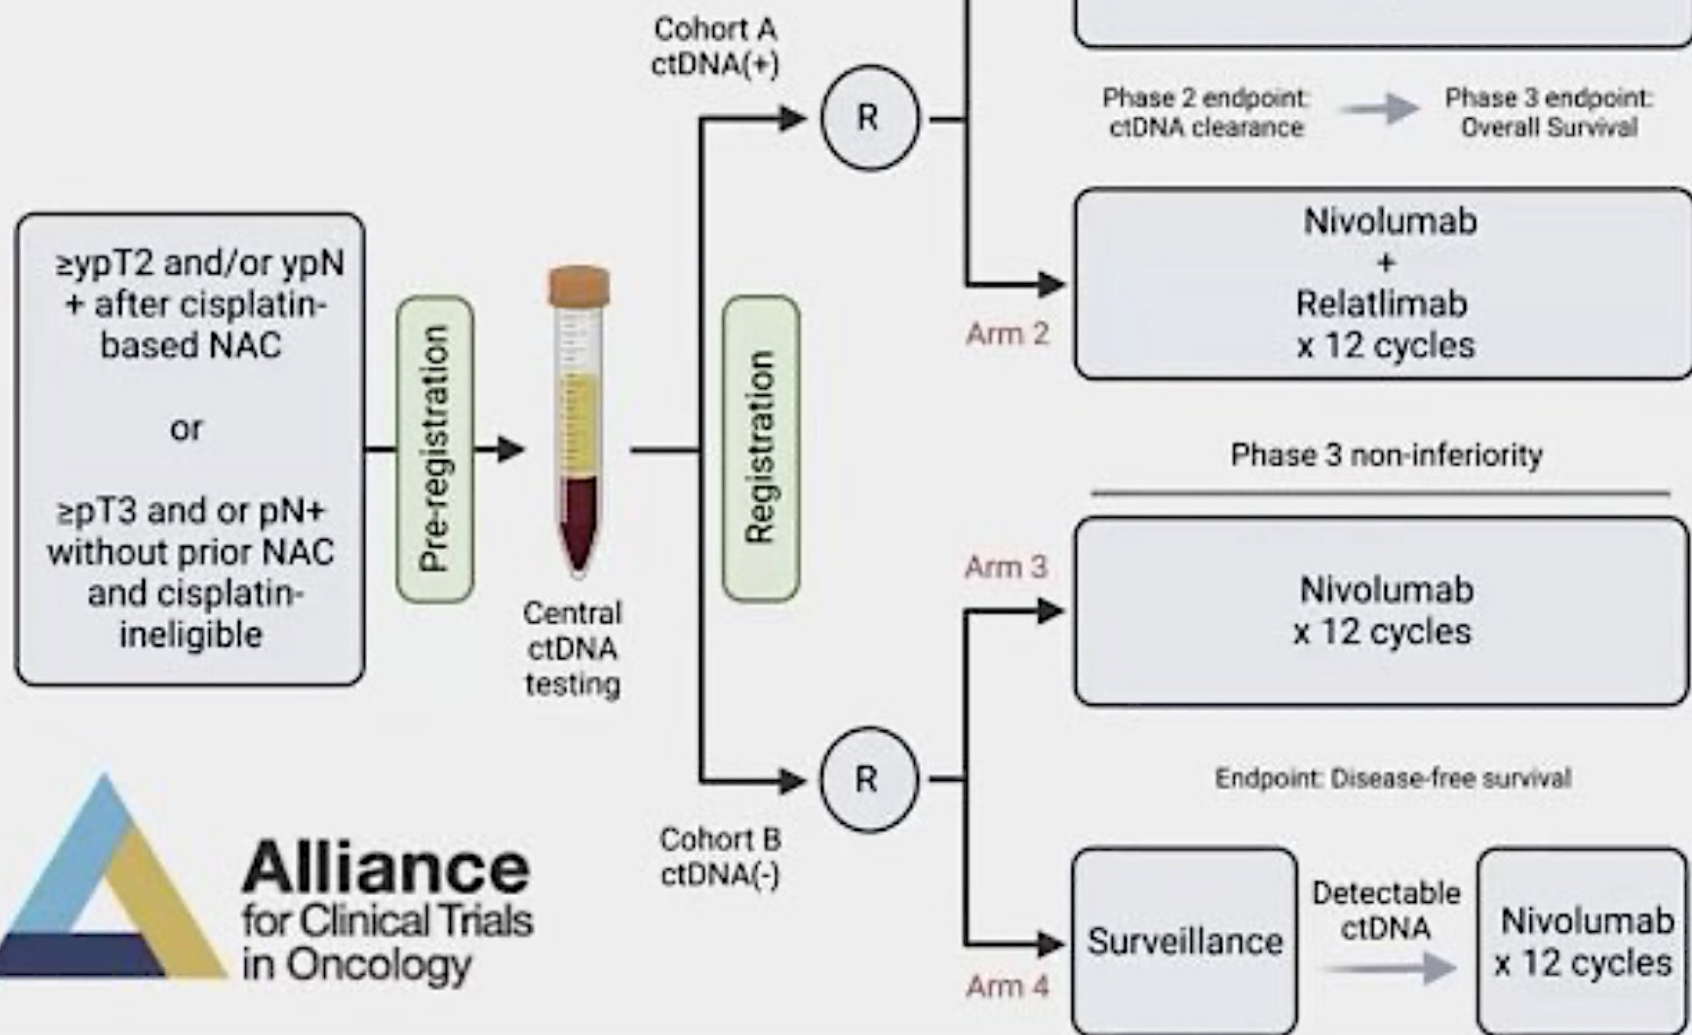 Cohort A
ctDNA(+)
R
Phase 2 endpoint:
ctDNA clearance
Phase 3 endpoint:
Overall Survival
Nivolumab
+
Relatlimab
x 12 cycles
Arm 2
≥ypT2 and/or ypN
+ after cisplatin-
based NAC
or
≥pT3 and or pN+
without prior NAC
and cisplatin-
ineligible
Pre-registration
Central
ctDNA
testing
Registration
Phase 3 non-inferiority
Arm 3
Nivolumab
x 12 cycles
R
Endpoint: Disease-free survival
Cohort B
ctDNA(-)
Arm 4
Surveillance
Detectable
ctDNA
Nivolumab
x 12 cycles
Alliance
for Clinical Trials
in Oncology